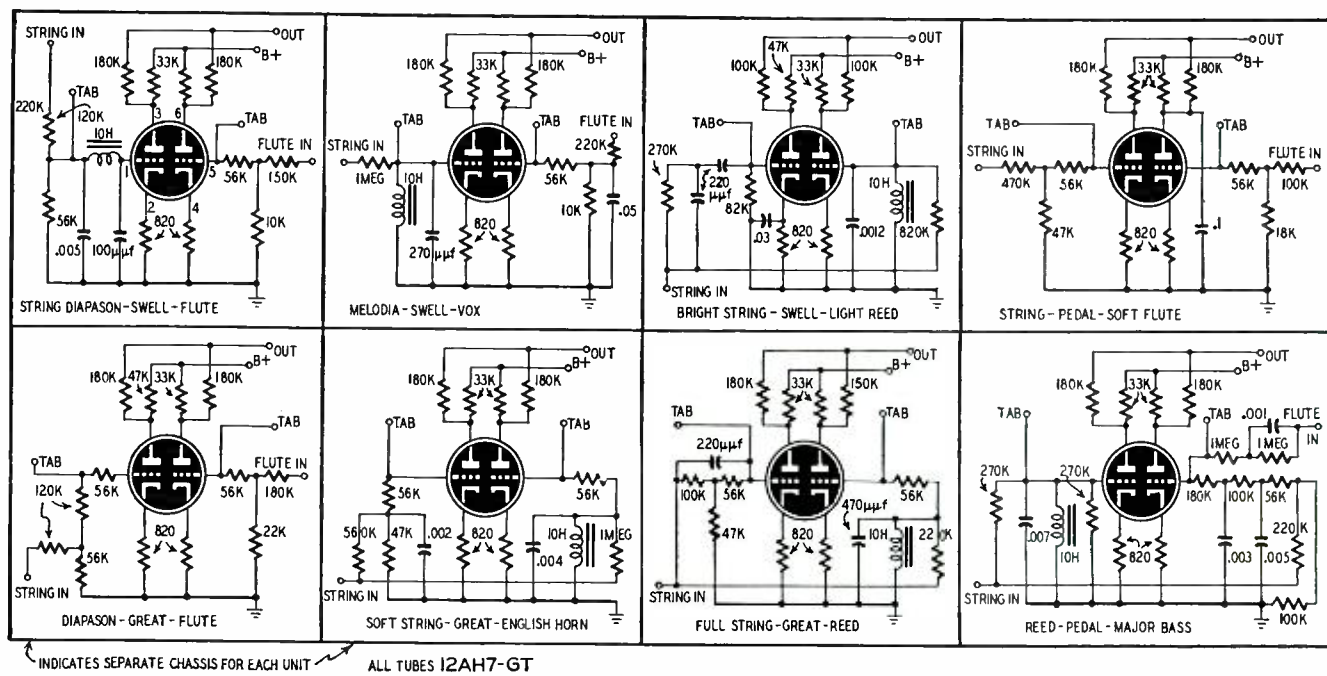 STRING IN
OUT
180K
33K
180K
B+
220K
TAB
120K
10H
3 6
TAB
FLUTE IN
1
5
56K
150K
2 4
56K
.005
100µµf
820
10K
STRING DIAPASON-SWELL-FLUTE
OUT
180K
33K
180K
B+
TAB
TAB
FLUTE IN
220K
STRING IN
1MEG
10H
56K
10K
.05
270µµf
820
MELODIA-SWELL-VOX
OUT
47K
100K
33K
100K
B+
TAB
TAB
270K
220 µµf
82K
.03
820
.0012
10H
820K
STRING IN
BRIGHT STRING-SWELL-LIGHT REED
OUT
B+
180K
33K
180K
TAB
TAB
STRING IN
470K
56K
56K
FLUTE IN
100K
47K
820
.1
18K
STRING-PEDAL-SOFT FLUTE
OUT
B+
180K
47K
33K
180K
TAB
TAB
56K
56K
FLUTE IN
180K
120K
56K
820
22K
STRING IN
DIAPASON-GREAT-FLUTE
OUT
B+
180K
33K
180K
TAB
TAB
56K
56K
560K
47K
.002
820
.004
10H
1MEG
STRING IN
SOFT STRING-GREAT-ENGLISH HORN
OUT
B+
180K
33K
150K
TAB
TAB
220µµf
100K
56K
56K
47K
820
470µµf
10H
STRING IN
FULL STRING-GREAT-REED
OUT
B+
180K
33K
180K
TAB
TAB
.001
FLUTE IN
1MEG
1MEG
270K
270K
180K
100K
56K
.007
10H
820
.003
.005
220K
STRING IN
100K
REED-PEDAL-MAJOR BASS
INDICATES SEPARATE CHASSIS FOR EACH UNIT
ALL TUBES 12AH7-GT